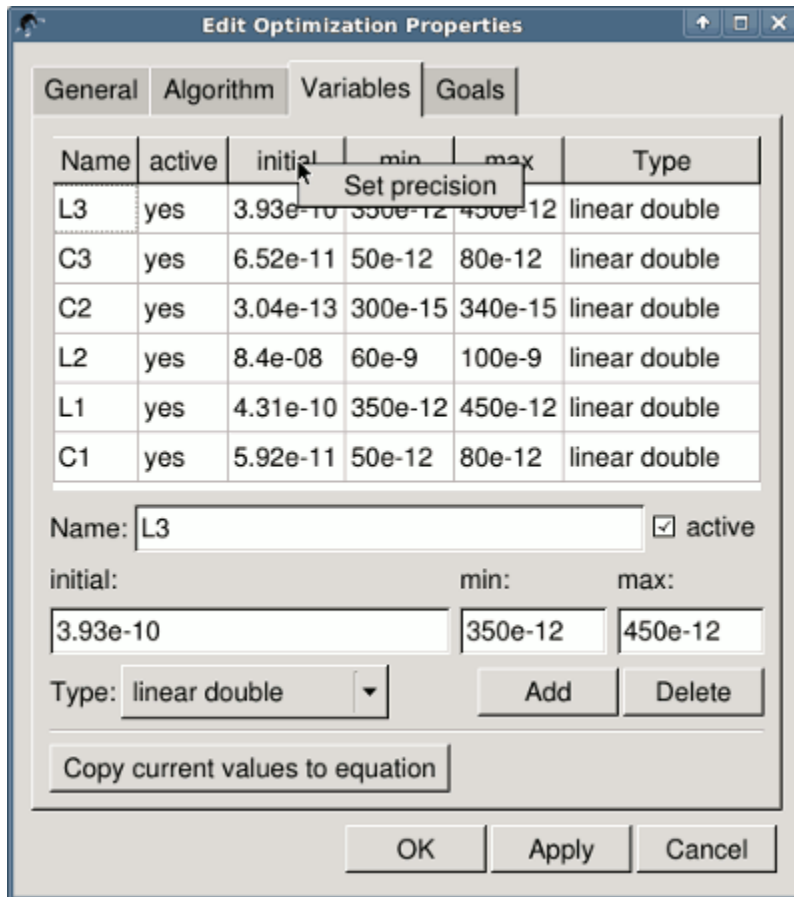 Edit Optimization Properties
General Algorithm Variables Goals
Name active initial min max Type
Set precision
L3 yes 3.93e-10 350e-12 450e-12 linear double
C3 yes 6.52e-11 50e-12 80e-12 linear double
C2 yes 3.04e-13 300e-15 340e-15 linear double
L2 yes 8.4e-08 60e-9 100e-9 linear double
L1 yes 4.31e-10 350e-12 450e-12 linear double
C1 yes 5.92e-11 50e-12 80e-12 linear double
Name: L3 active
initial: min: max:
3.93e-10 350e-12 450e-12
Type: linear double Add Delete
Copy current values to equation
OK Apply Cancel